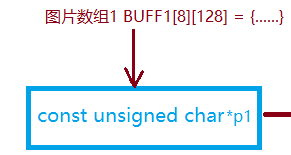 图片数组1 BUFF1[8][128] = {......}
const unsigned char*p1